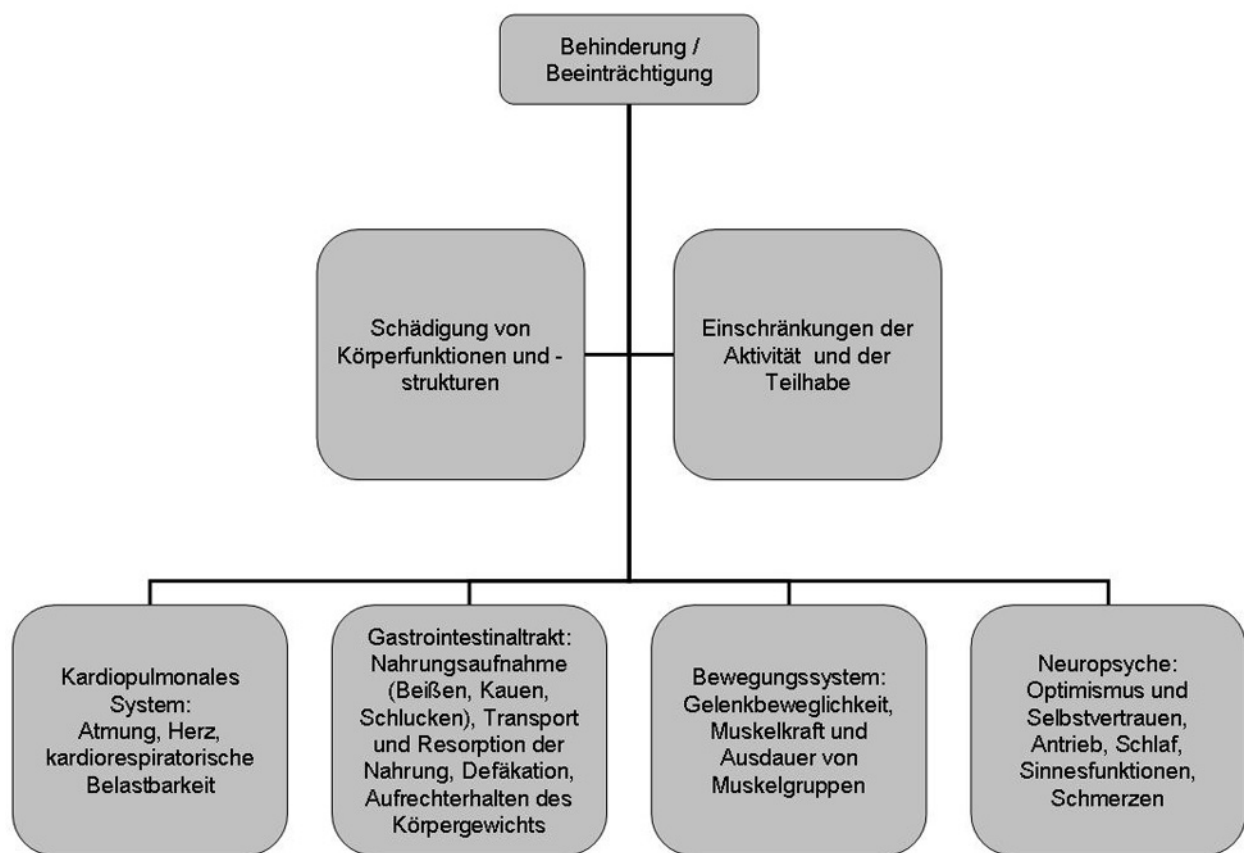 Behinderung /
Beeinträchtigung
Schädigung von
Körperfunktionen und -
strukturen
Einschränkungen der
Aktivität und der
Teilhabe
Kardiopulmonales
System:
Atmung, Herz,
kardiorespiratorische
Belastbarkeit
Gastrointestinaltrakt:
Nahrungsaufnahme
(Beißen, Kauen,
Schlucken), Transport
und Resorption der
Nahrung, Defäkation,
Aufrechterhalten des
Körpergewichts
Bewegungssystem:
Gelenkbeweglichkeit,
Muskelkraft und
Ausdauer von
Muskelgruppen
Neuropsyche:
Optimismus und
Selbstvertrauen,
Antrieb, Schlaf,
Sinnesfunktionen,
Schmerzen